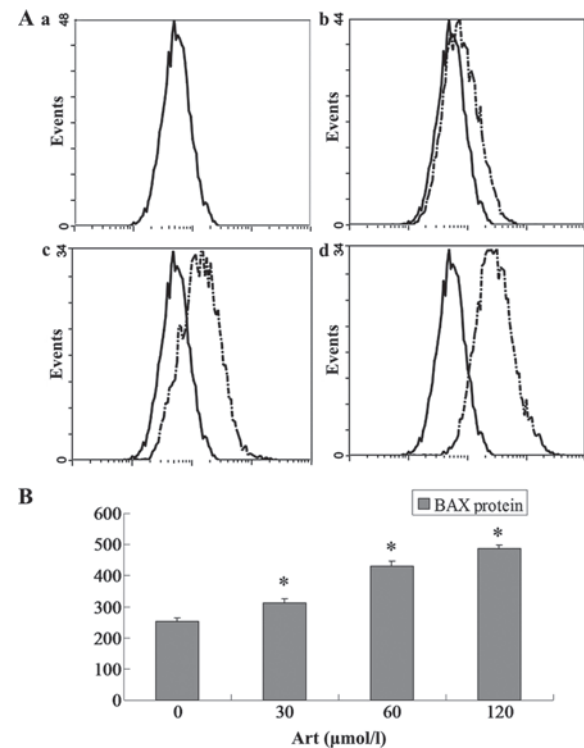 A a
48
Events
0
b
44
Events
0
c
34
Events
0
d
34
Events
0
B
BAX protein
600
500
400
300
200
100
0
*
*
*
0 30 60 120
Art (μmol/l)